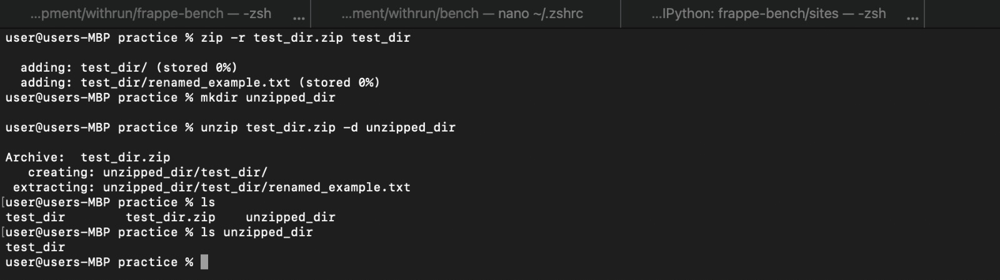 ...pment/withrun/frappe-bench — -zsh ...
...ment/withrun/bench — nano ~/.zshrc
...IPython: frappe-bench/sites — -zsh ...
user@users-MBP practice % zip -r test_dir.zip test_dir
adding: test_dir/ (stored 0%)
adding: test_dir/renamed_example.txt (stored 0%)
user@users-MBP practice % mkdir unzipped_dir
user@users-MBP practice % unzip test_dir.zip -d unzipped_dir
Archive:  test_dir.zip
creating: unzipped_dir/test_dir/
extracting: unzipped_dir/test_dir/renamed_example.txt
[user@users-MBP practice % ls
test_dir        test_dir.zip    unzipped_dir
[user@users-MBP practice % ls unzipped_dir
test_dir
user@users-MBP practice %